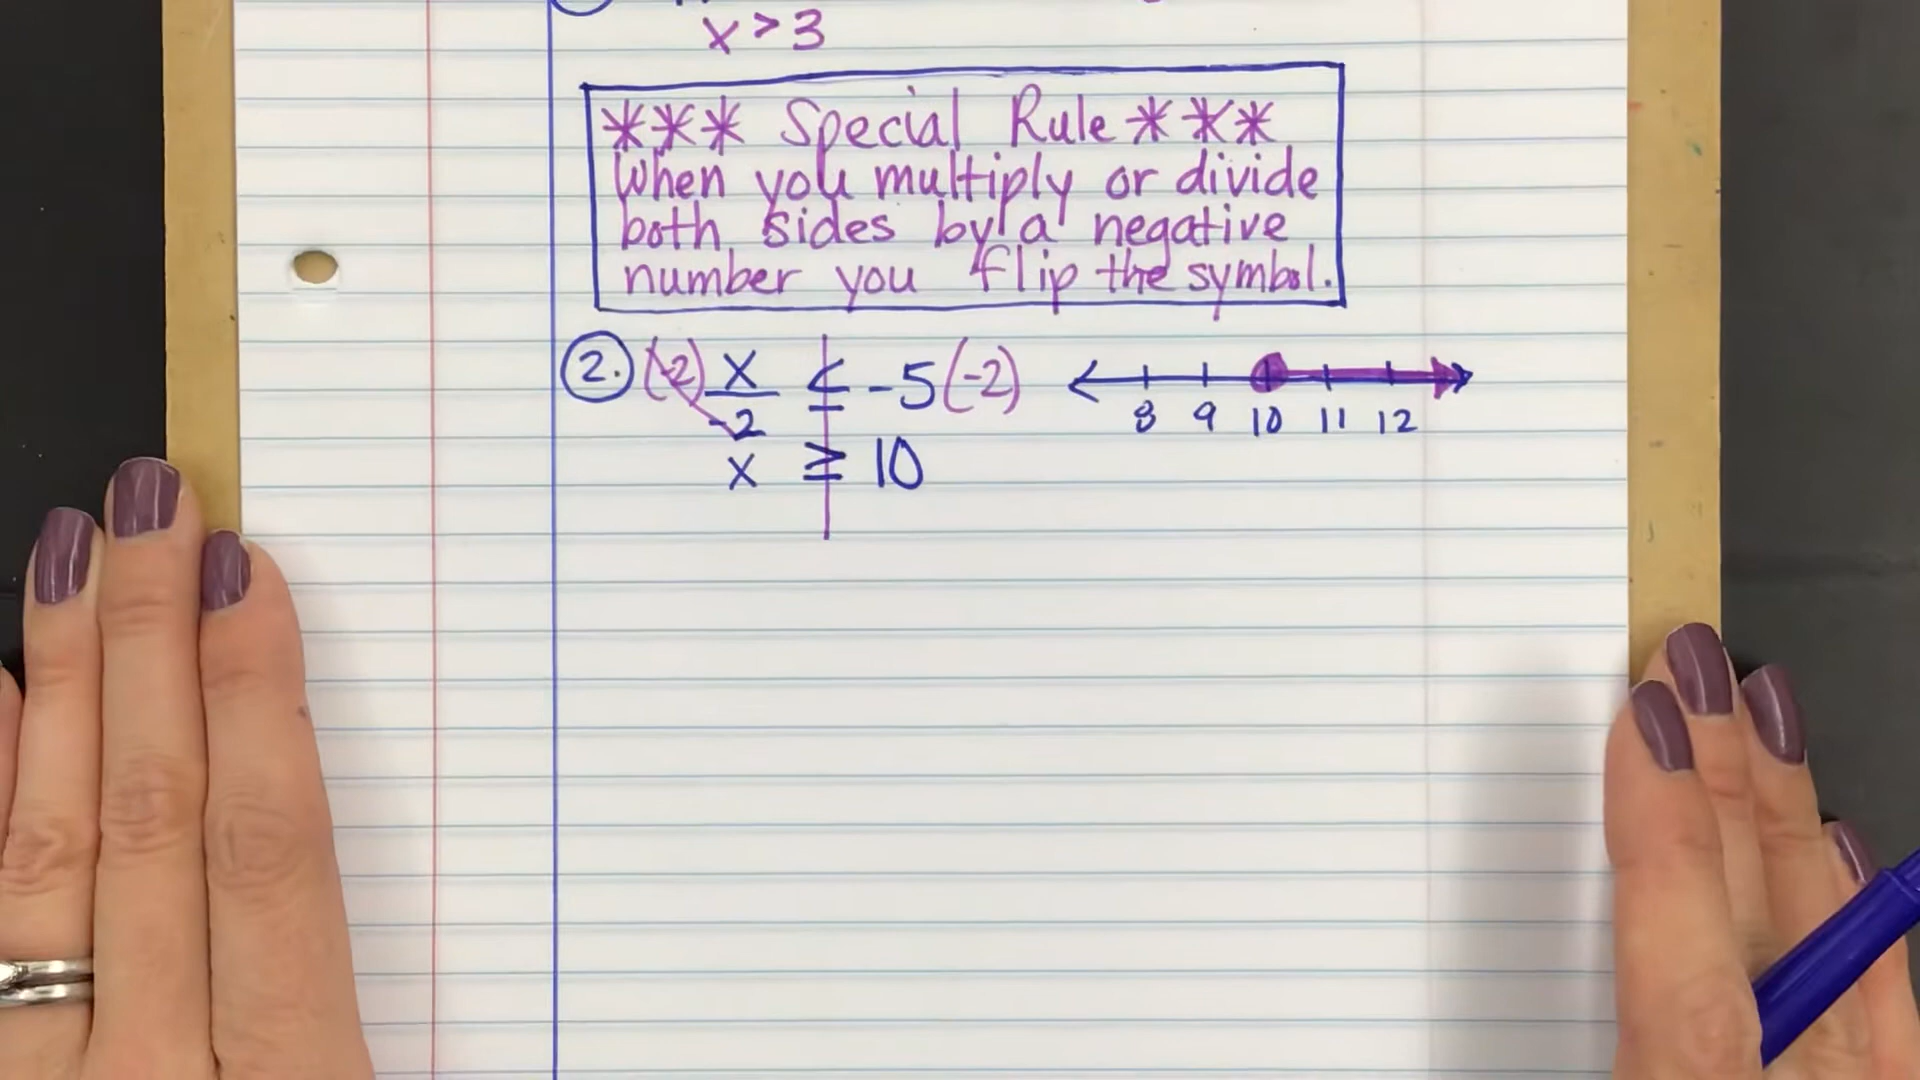 x > 3
*** Special Rule ***
When you multiply or divide
both sides by a negative
number you flip the symbol.
2. (-2) x/-2 ≤ -5 (-2)
8 9 10 11 12
x ≥ 10